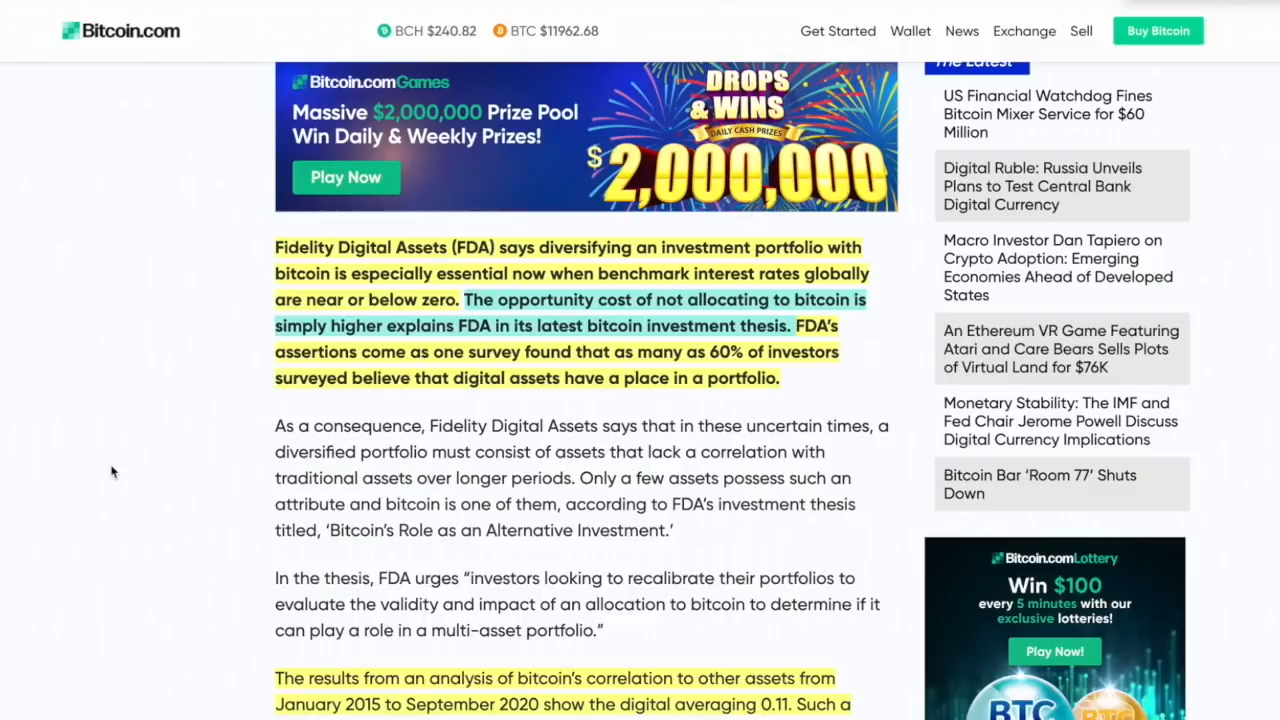 Bitcoin.com
BCH $240.82
BTC $11962.68
Get Started
Wallet
News
Exchange
Sell
Buy Bitcoin
Bitcoin.com Games
Massive $2,000,000 Prize Pool
Win Daily & Weekly Prizes!
Play Now
DROPS
& WINS
DAILY CASH PRIZES
$2,000,000
Fidelity Digital Assets (FDA) says diversifying an investment portfolio with
bitcoin is especially essential now when benchmark interest rates globally
are near or below zero. The opportunity cost of not allocating to bitcoin is
simply higher explains FDA in its latest bitcoin investment thesis. FDA’s
assertions come as one survey found that as many as 60% of investors
surveyed believe that digital assets have a place in a portfolio.
As a consequence, Fidelity Digital Assets says that in these uncertain times, a
diversified portfolio must consist of assets that lack a correlation with
traditional assets over longer periods. Only a few assets possess such an
attribute and bitcoin is one of them, according to FDA’s investment thesis
titled, ‘Bitcoin’s Role as an Alternative Investment.’
In the thesis, FDA urges “investors looking to recalibrate their portfolios to
evaluate the validity and impact of an allocation to bitcoin to determine if it
can play a role in a multi-asset portfolio.”
The results from an analysis of bitcoin’s correlation to other assets from
January 2015 to September 2020 show the digital averaging 0.11. Such a
The Latest
US Financial Watchdog Fines
Bitcoin Mixer Service for $60
Million
Digital Ruble: Russia Unveils
Plans to Test Central Bank
Digital Currency
Macro Investor Dan Tapiero on
Crypto Adoption: Emerging
Economies Ahead of Developed
States
An Ethereum VR Game Featuring
Atari and Care Bears Sells Plots
of Virtual Land for $76K
Monetary Stability: The IMF and
Fed Chair Jerome Powell Discuss
Digital Currency Implications
Bitcoin Bar ‘Room 77’ Shuts
Down
Bitcoin.com Lottery
Win $100
every 5 minutes with our
exclusive lotteries!
Play Now!
BTC
BTC